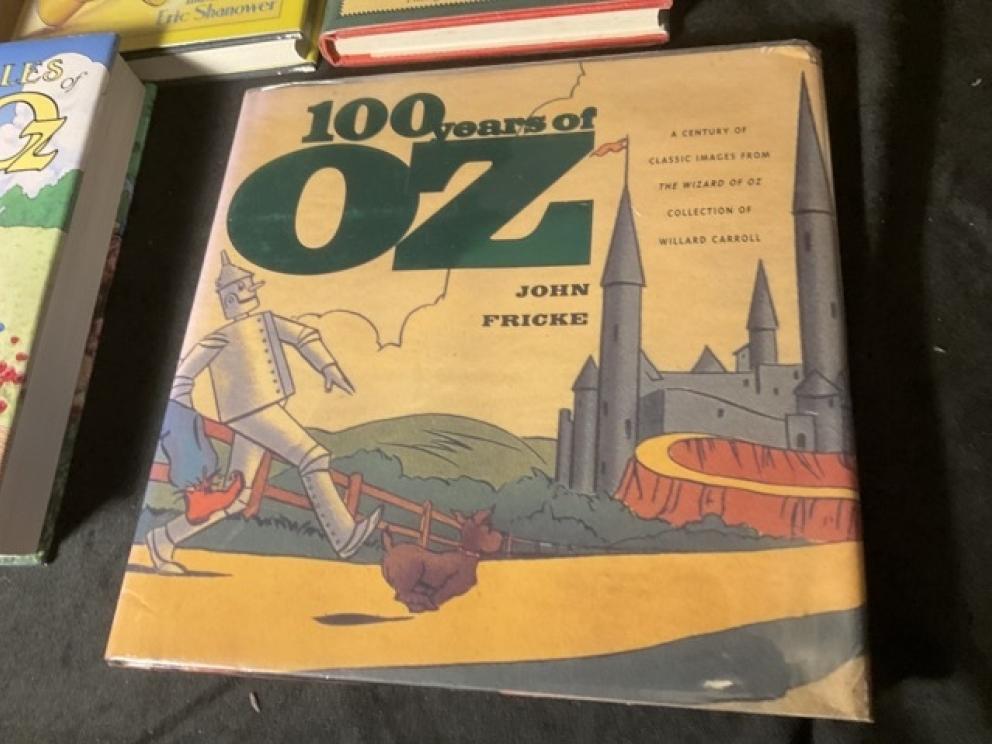 Eric Shanower
LES of
OZ
100 years of
OZ
A CENTURY OF
CLASSIC IMAGES FROM
THE WIZARD OF OZ
COLLECTION OF
WILLARD CARROLL
JOHN
FRICKE